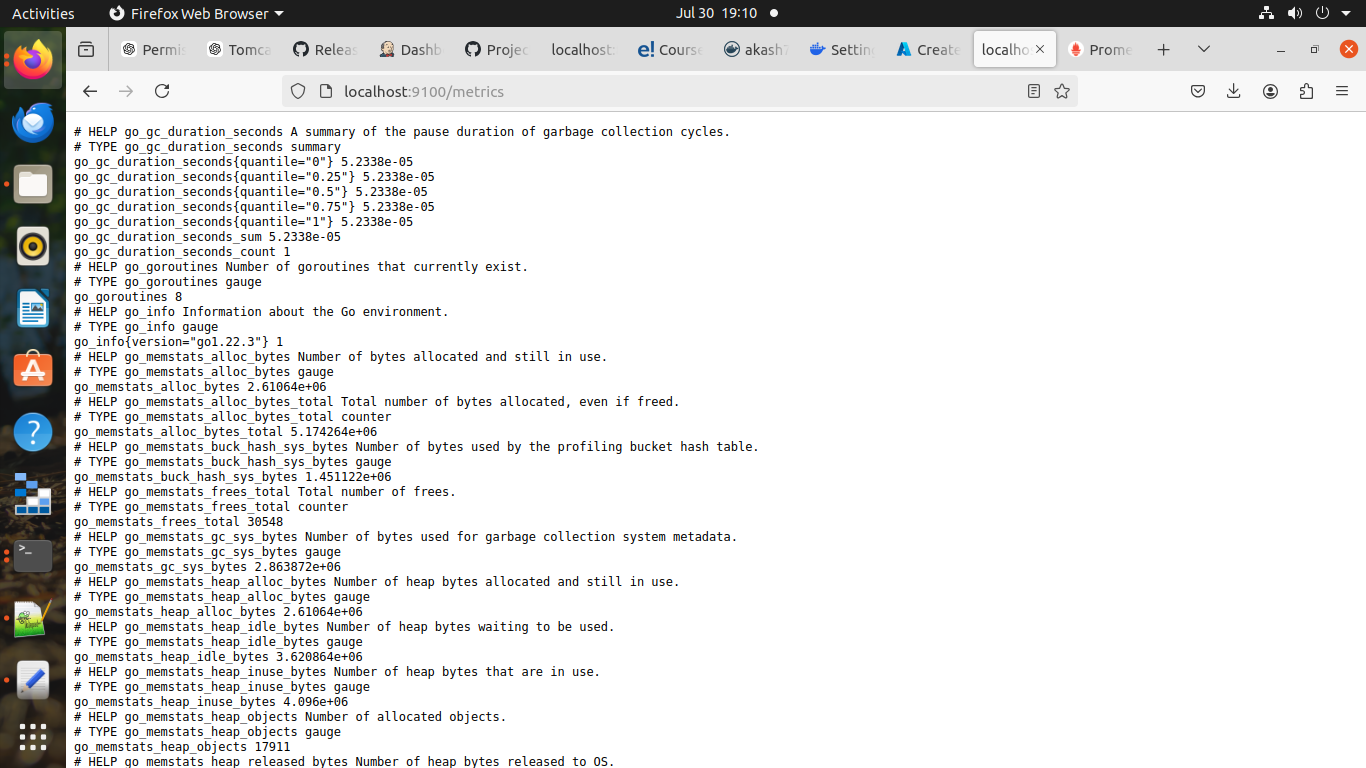 Activities
Firefox Web Browser
Jul 30 19:10
Permis
Tomca
Releas
Dashb
Projec
localhost:
e! Course
akash7
Setting
Create
localhos
Prome
localhost:9100/metrics
# HELP go_gc_duration_seconds A summary of the pause duration of garbage collection cycles.
# TYPE go_gc_duration_seconds summary
go_gc_duration_seconds{quantile="0"} 5.2338e-05
go_gc_duration_seconds{quantile="0.25"} 5.2338e-05
go_gc_duration_seconds{quantile="0.5"} 5.2338e-05
go_gc_duration_seconds{quantile="0.75"} 5.2338e-05
go_gc_duration_seconds{quantile="1"} 5.2338e-05
go_gc_duration_seconds_sum 5.2338e-05
go_gc_duration_seconds_count 1
# HELP go_goroutines Number of goroutines that currently exist.
# TYPE go_goroutines gauge
go_goroutines 8
# HELP go_info Information about the Go environment.
# TYPE go_info gauge
go_info{version="go1.22.3"} 1
# HELP go_memstats_alloc_bytes Number of bytes allocated and still in use.
# TYPE go_memstats_alloc_bytes gauge
go_memstats_alloc_bytes 2.61064e+06
# HELP go_memstats_alloc_bytes_total Total number of bytes allocated, even if freed.
# TYPE go_memstats_alloc_bytes_total counter
go_memstats_alloc_bytes_total 5.174264e+06
# HELP go_memstats_buck_hash_sys_bytes Number of bytes used by the profiling bucket hash table.
# TYPE go_memstats_buck_hash_sys_bytes gauge
go_memstats_buck_hash_sys_bytes 1.451122e+06
# HELP go_memstats_frees_total Total number of frees.
# TYPE go_memstats_frees_total counter
go_memstats_frees_total 30548
# HELP go_memstats_gc_sys_bytes Number of bytes used for garbage collection system metadata.
# TYPE go_memstats_gc_sys_bytes gauge
go_memstats_gc_sys_bytes 2.863872e+06
# HELP go_memstats_heap_alloc_bytes Number of heap bytes allocated and still in use.
# TYPE go_memstats_heap_alloc_bytes gauge
go_memstats_heap_alloc_bytes 2.61064e+06
# HELP go_memstats_heap_idle_bytes Number of heap bytes waiting to be used.
# TYPE go_memstats_heap_idle_bytes gauge
go_memstats_heap_idle_bytes 3.620864e+06
# HELP go_memstats_heap_inuse_bytes Number of heap bytes that are in use.
# TYPE go_memstats_heap_inuse_bytes gauge
go_memstats_heap_inuse_bytes 4.096e+06
# HELP go_memstats_heap_objects Number of allocated objects.
# TYPE go_memstats_heap_objects gauge
go_memstats_heap_objects 17911
# HELP go_memstats_heap_released_bytes Number of heap bytes released to OS.